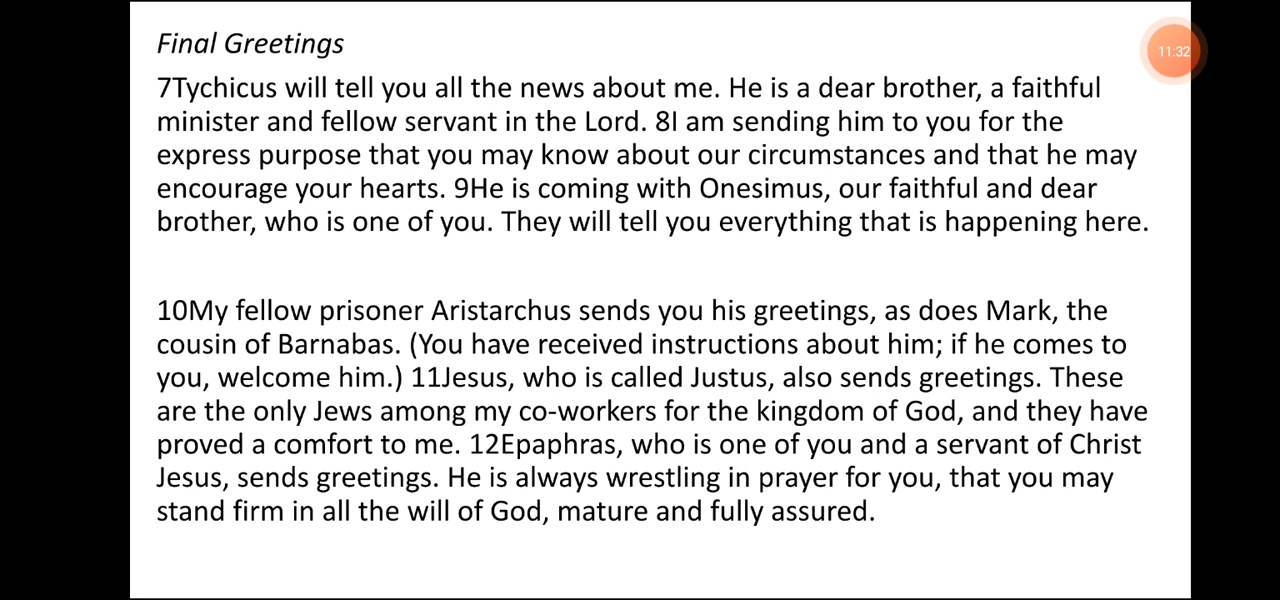 Final Greetings
11:32
7Tychicus will tell you all the news about me. He is a dear brother, a faithful
minister and fellow servant in the Lord. 8I am sending him to you for the
express purpose that you may know about our circumstances and that he may
encourage your hearts. 9He is coming with Onesimus, our faithful and dear
brother, who is one of you. They will tell you everything that is happening here.
10My fellow prisoner Aristarchus sends you his greetings, as does Mark, the
cousin of Barnabas. (You have received instructions about him; if he comes to
you, welcome him.) 11Jesus, who is called Justus, also sends greetings. These
are the only Jews among my co-workers for the kingdom of God, and they have
proved a comfort to me. 12Epaphras, who is one of you and a servant of Christ
Jesus, sends greetings. He is always wrestling in prayer for you, that you may
stand firm in all the will of God, mature and fully assured.